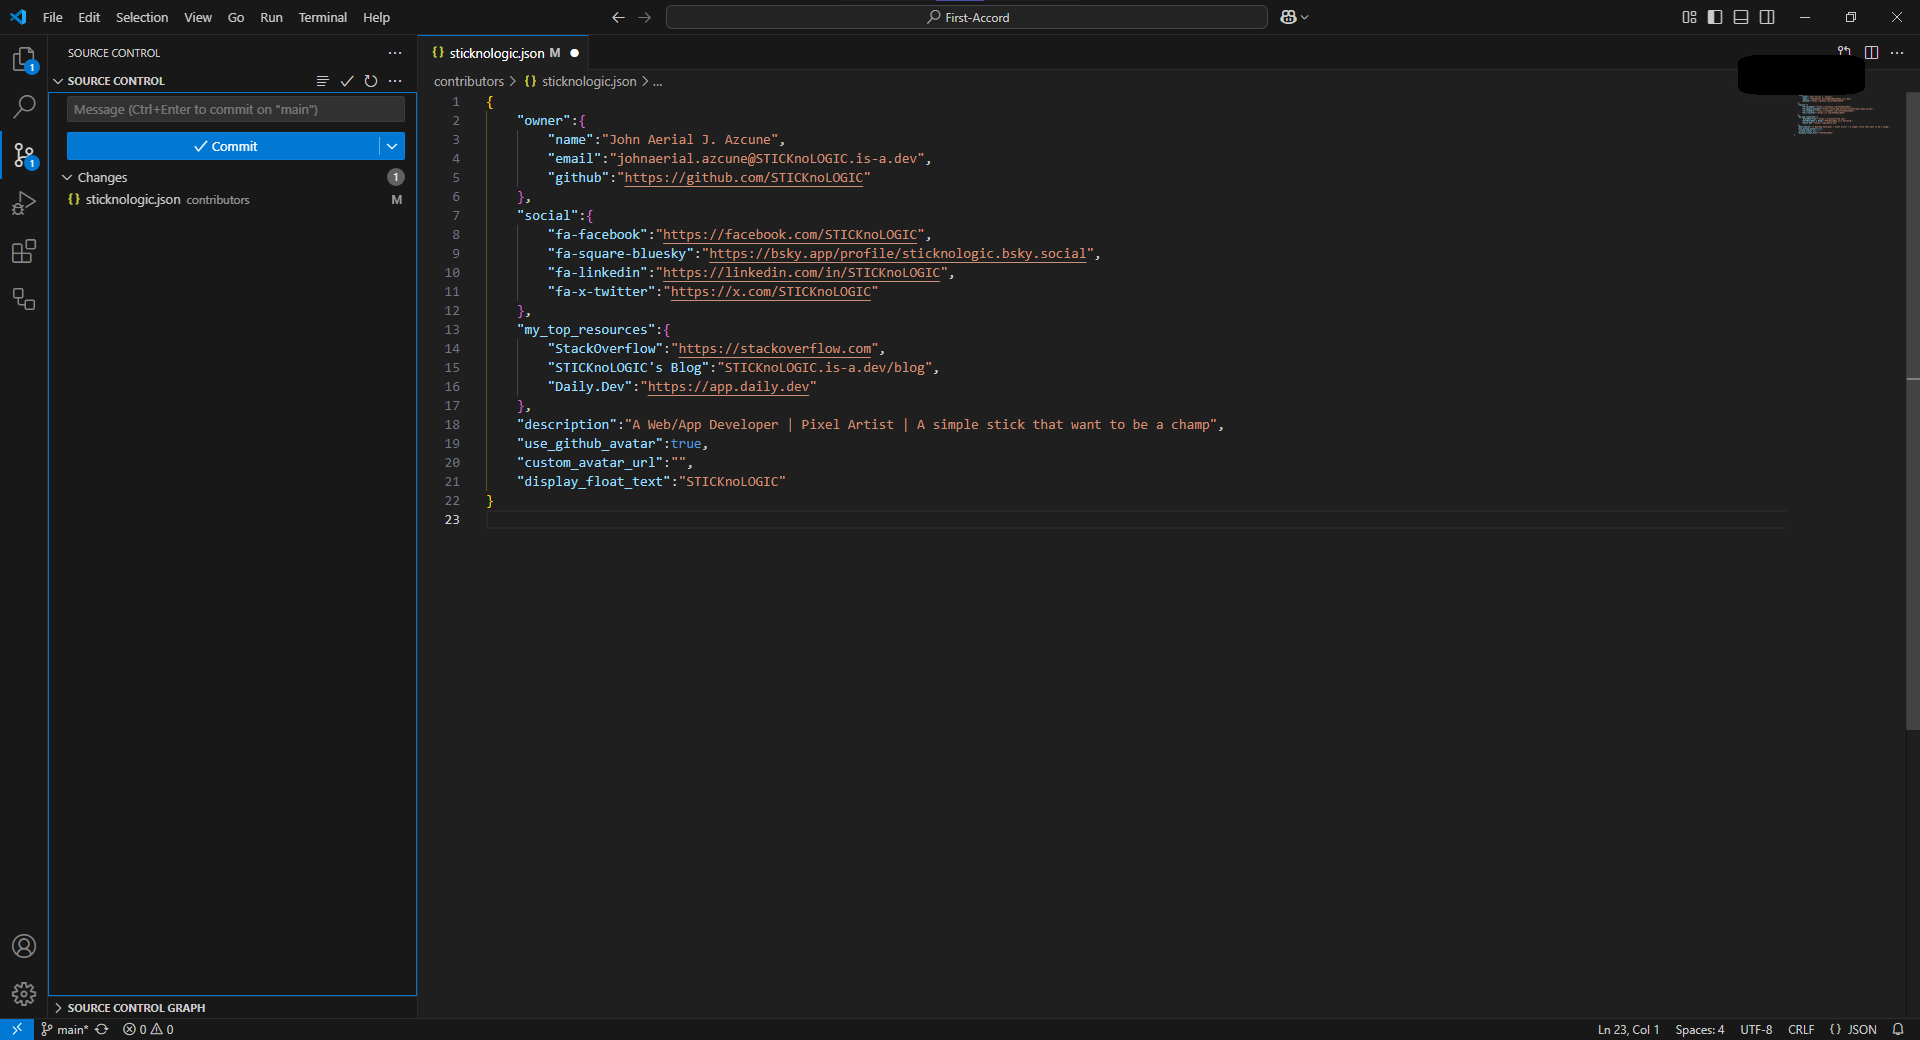 File Edit Selection View Go Run Terminal Help
First-Accord
SOURCE CONTROL
SOURCE CONTROL
Message (Ctrl+Enter to commit on "main")
Commit
Changes 1
{} sticknologic.json contributors M
SOURCE CONTROL GRAPH
1
1
{} sticknologic.json M
contributors > {} sticknologic.json > ...
1 {
2 "owner":{
3 "name":"John Aerial J. Azcune",
4 "email":"johnaerial.azcune@STICKnoLOGIC.is-a.dev",
5 "github":"https://github.com/STICKnoLOGIC"
6 },
7 "social":{
8 "fa-facebook":"https://facebook.com/STICKnoLOGIC",
9 "fa-square-bluesky":"https://bsky.app/profile/sticknologic.bsky.social",
10 "fa-linkedin":"https://linkedin.com/in/STICKnoLOGIC",
11 "fa-x-twitter":"https://x.com/STICKnoLOGIC"
12 },
13 "my_top_resources":{
14 "StackOverflow":"https://stackoverflow.com",
15 "STICKnoLOGIC's Blog":"STICKnoLOGIC.is-a.dev/blog",
16 "Daily.Dev":"https://app.daily.dev"
17 },
18 "description":"A Web/App Developer | Pixel Artist | A simple stick that want to be a champ",
19 "use_github_avatar":true,
20 "custom_avatar_url":"",
21 "display_float_text":"STICKnoLOGIC"
22 }
23
main* 0 0
Ln 23, Col 1 Spaces: 4 UTF-8 CRLF {} JSON